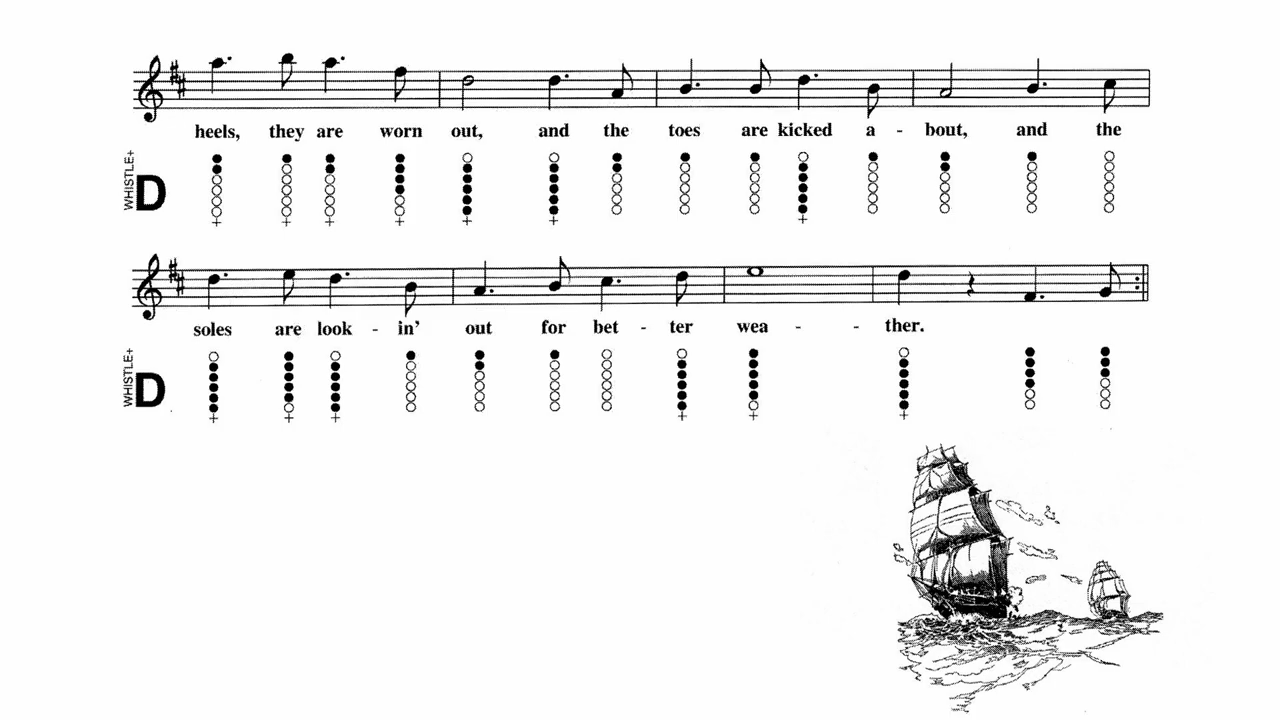 heels, they are worn out, and the toes are kicked a - bout, and the
WHISTLE+ D
soles are look - in' out for bet - ter wea - - ther.
WHISTLE+ D